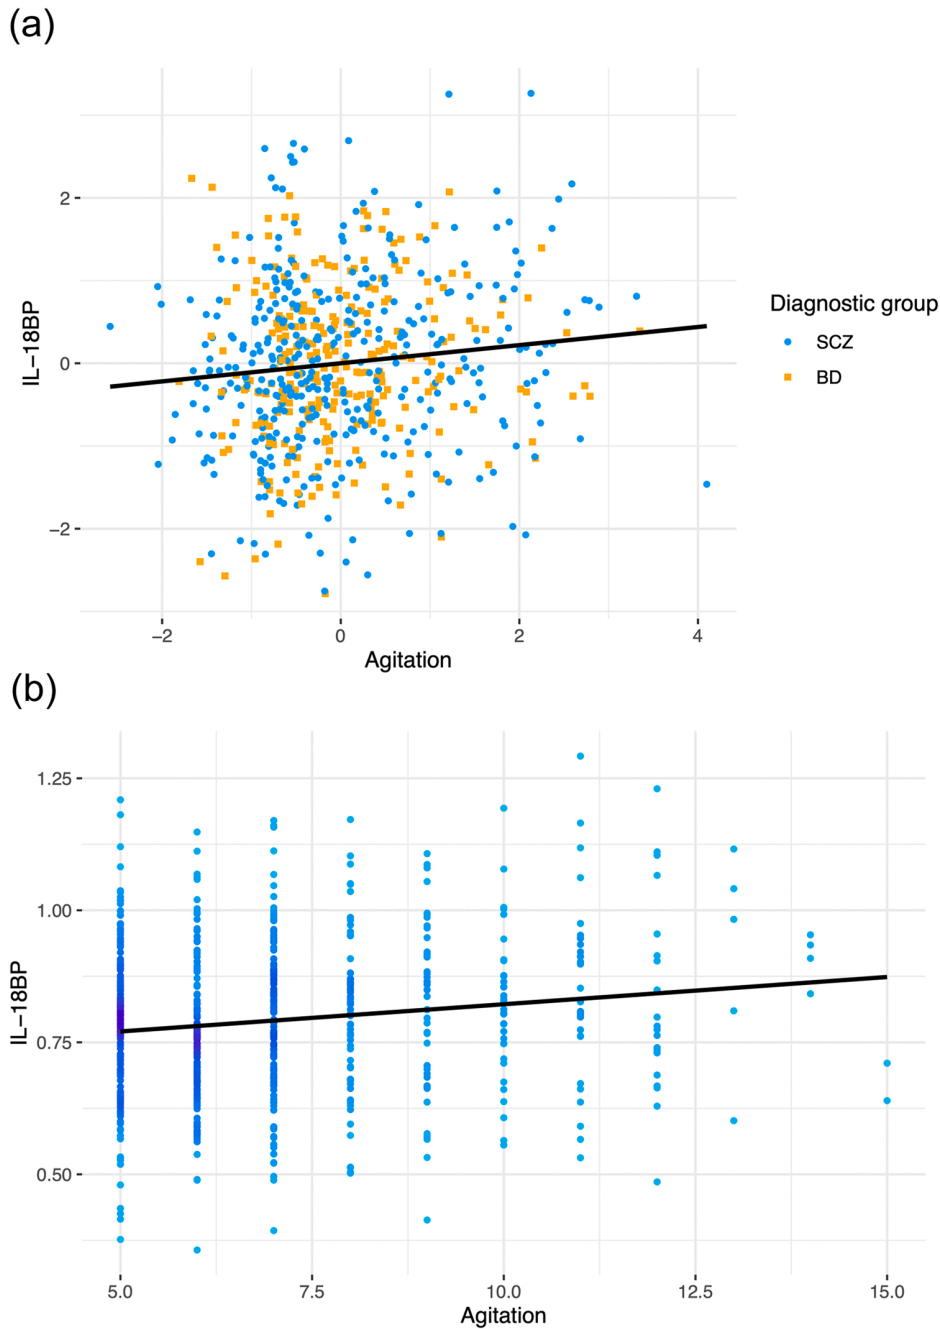 (a)
2
0
−2
IL−18BP
−2 0 2 4
Agitation
Diagnostic group
SCZ
BD
(b)
1.25
1.00
0.75
0.50
IL−18BP
5.0 7.5 10.0 12.5 15.0
Agitation